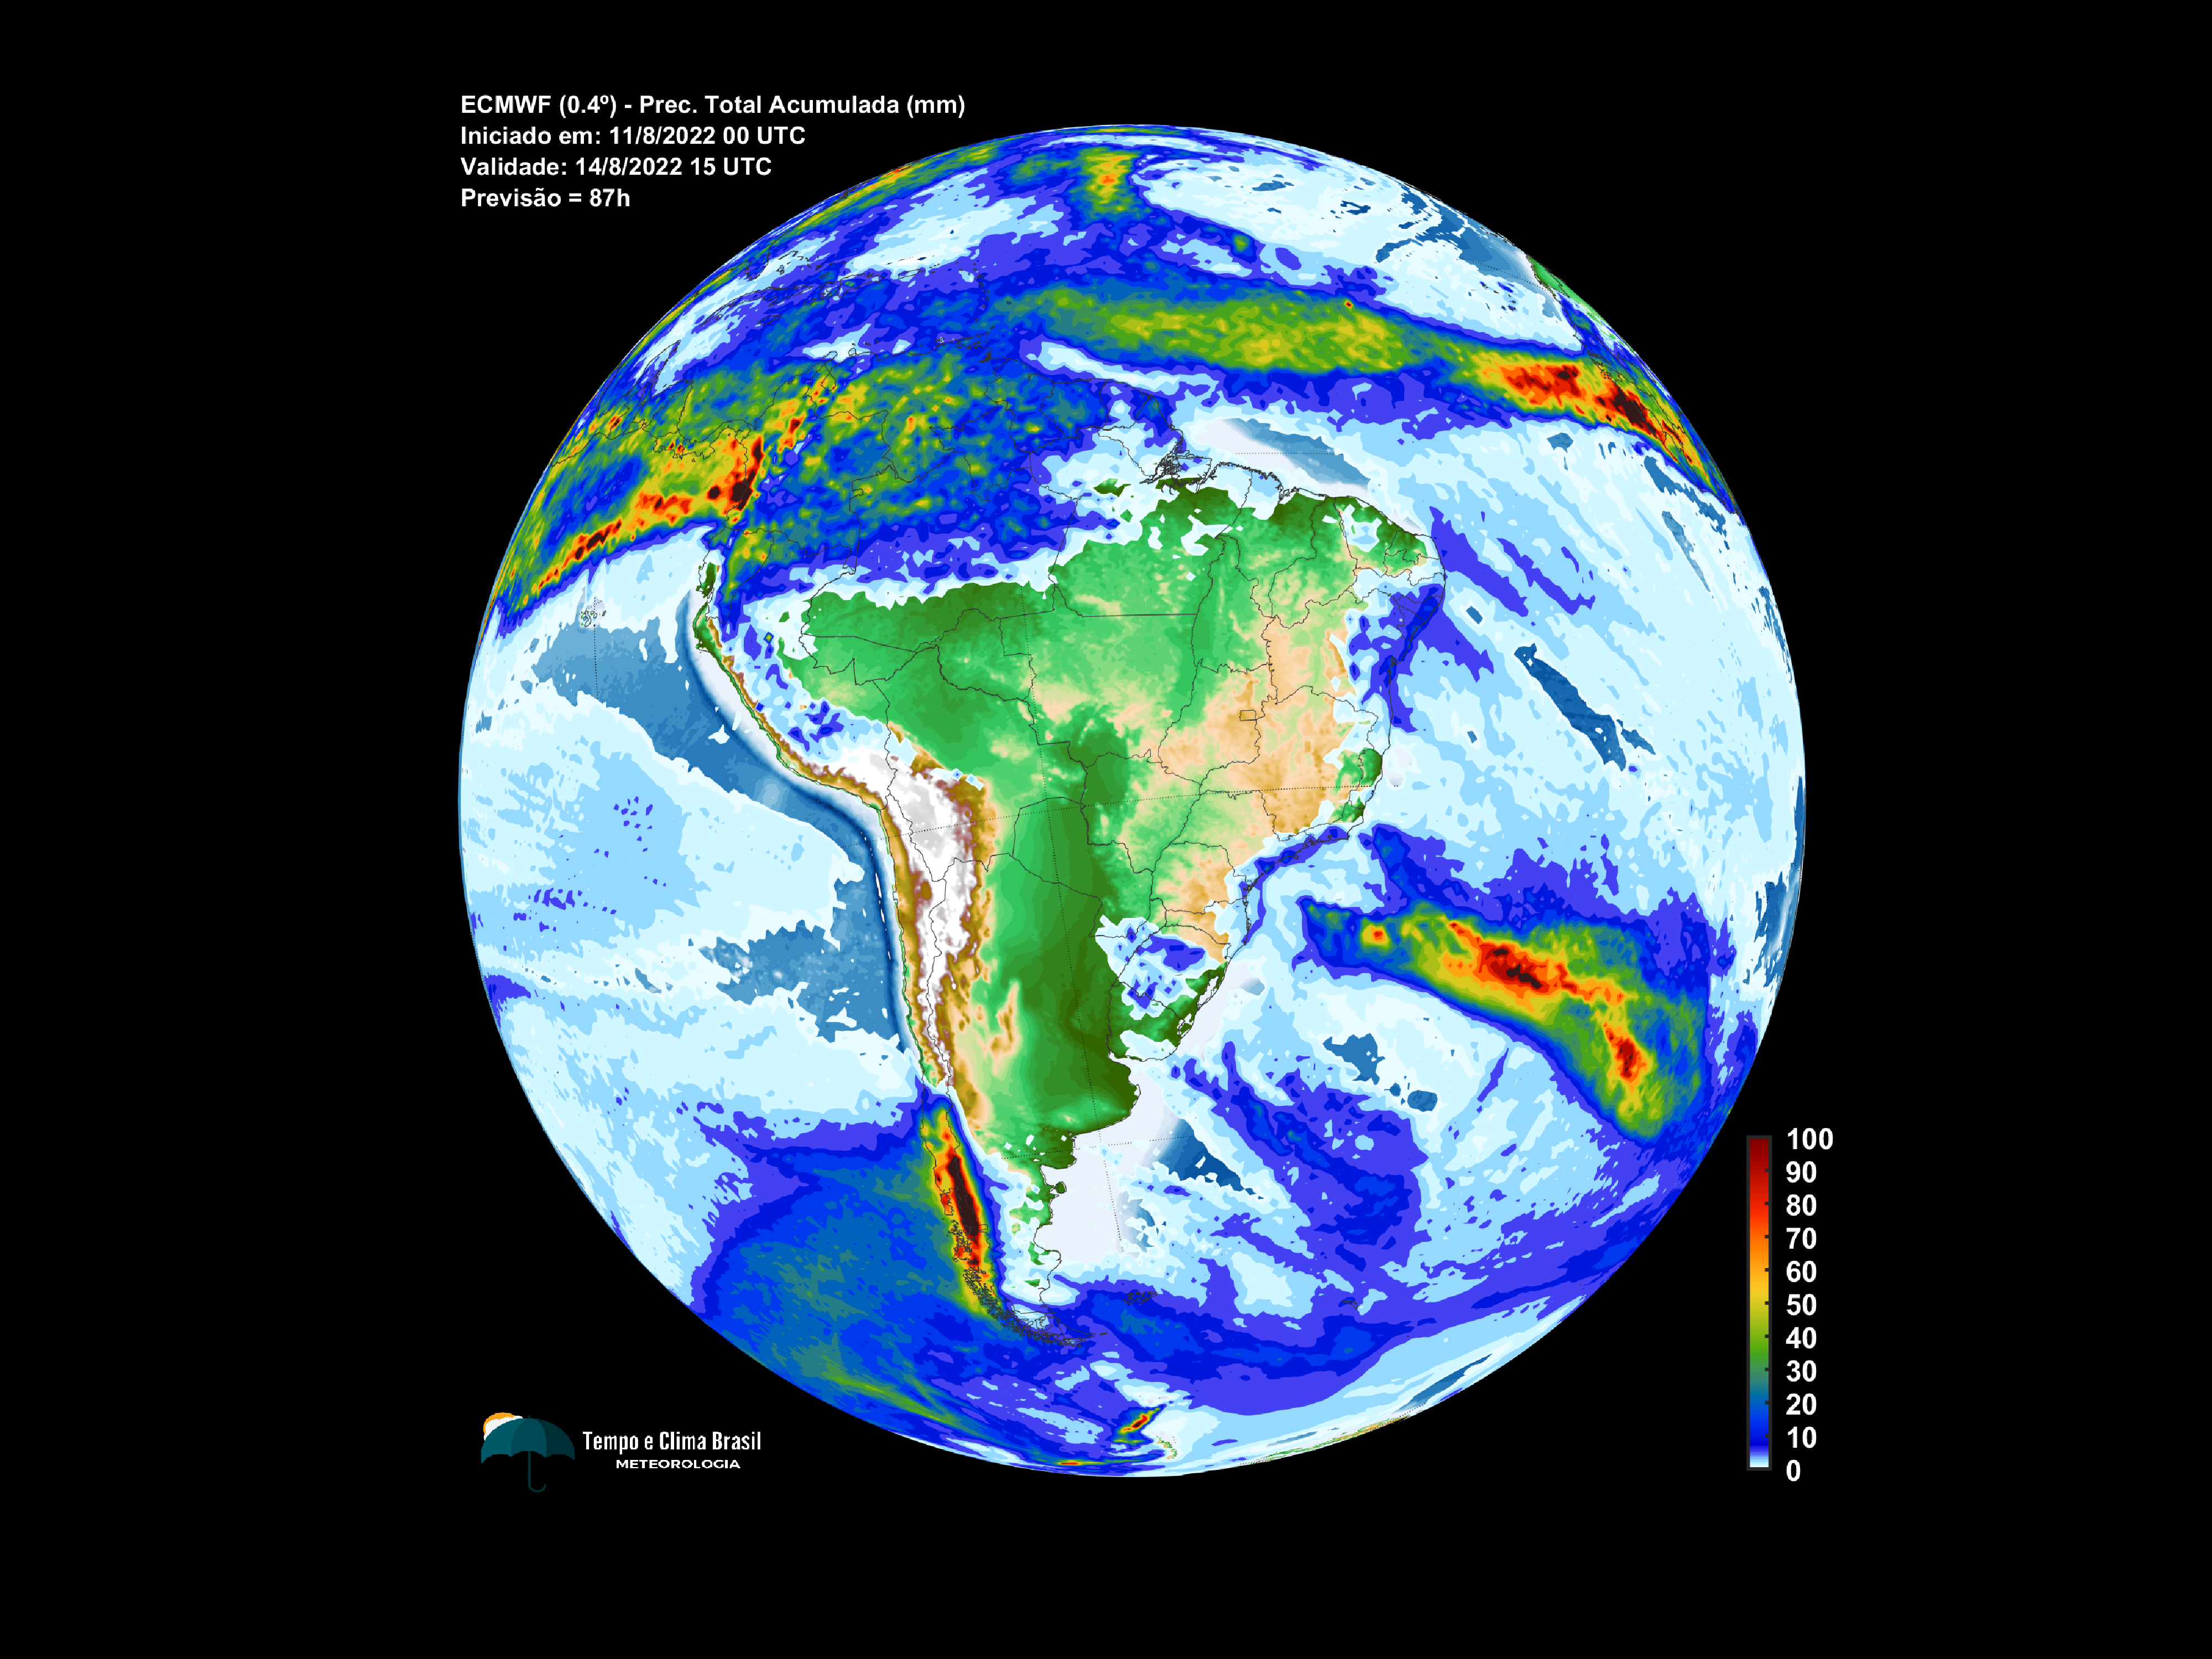 ECMWF (0.4º) - Prec. Total Acumulada (mm)
Iniciado em: 11/8/2022 00 UTC
Validade: 14/8/2022 15 UTC
Previsão = 87h
100
90
80
70
60
50
40
30
20
10
0
Tempo e Clima Brasil
METEOROLOGIA